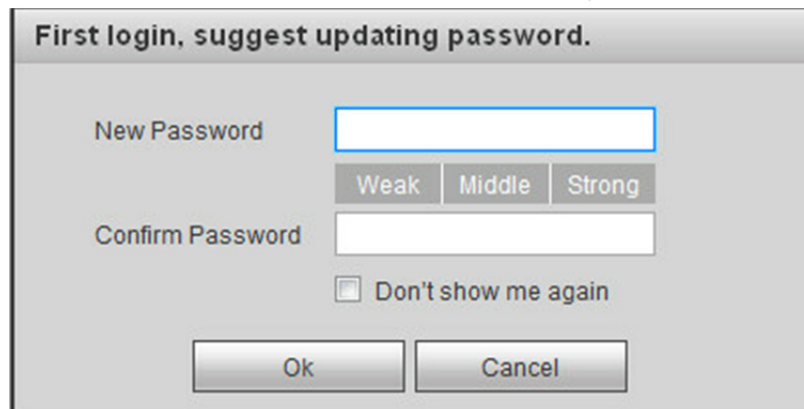 First login, suggest updating password.
New Password
Weak Middle Strong
Confirm Password
Don't show me again
Ok Cancel